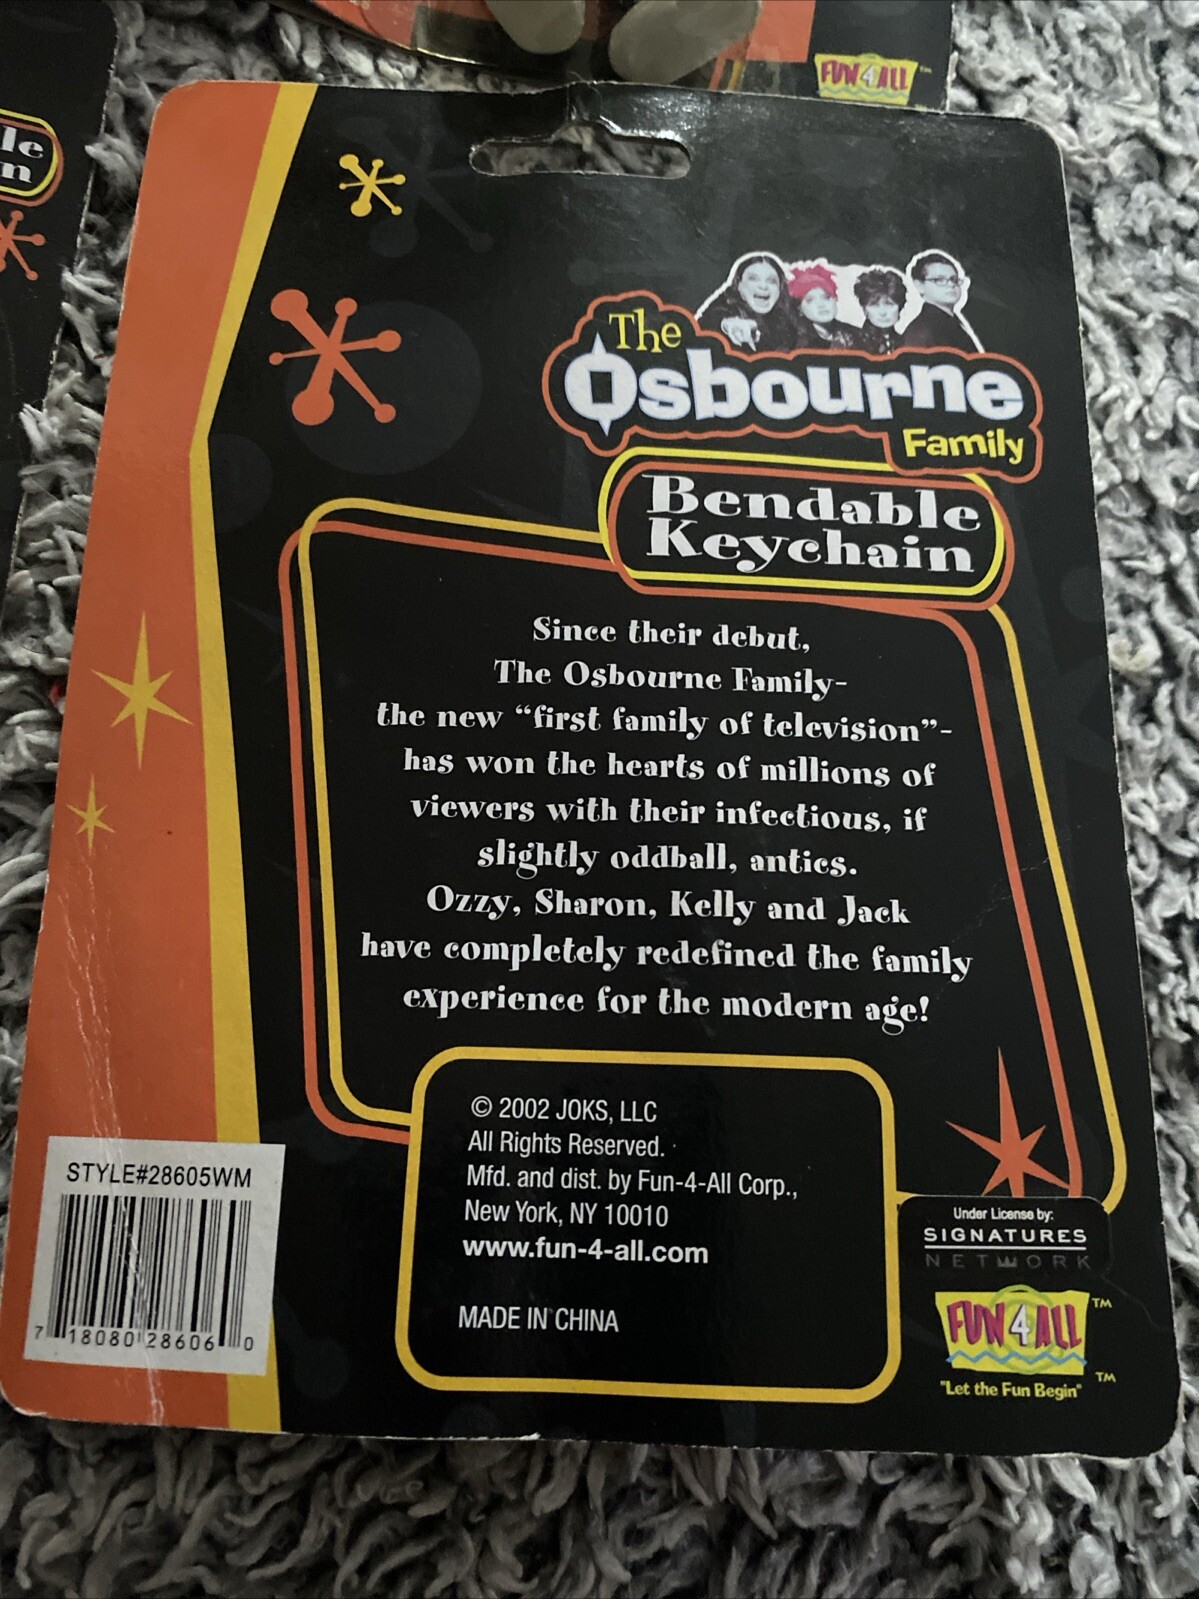 FUN 4 ALL
le
n
The
Osbourne
Family
Bendable
Keychain
Since their debut,
The Osbourne Family-
the new “first family of television”-
has won the hearts of millions of
viewers with their infectious, if
slightly oddball, antics.
Ozzy, Sharon, Kelly and Jack
have completely redefined the family
experience for the modern age!
© 2002 JOKS, LLC
All Rights Reserved.
Mfd. and dist. by Fun-4-All Corp.,
New York, NY 10010
www.fun-4-all.com
MADE IN CHINA
STYLE#28605WM
7 18080 28606 0
Under License by:
SIGNATURES
NETWORK
FUN 4 ALL TM
"Let the Fun Begin" TM